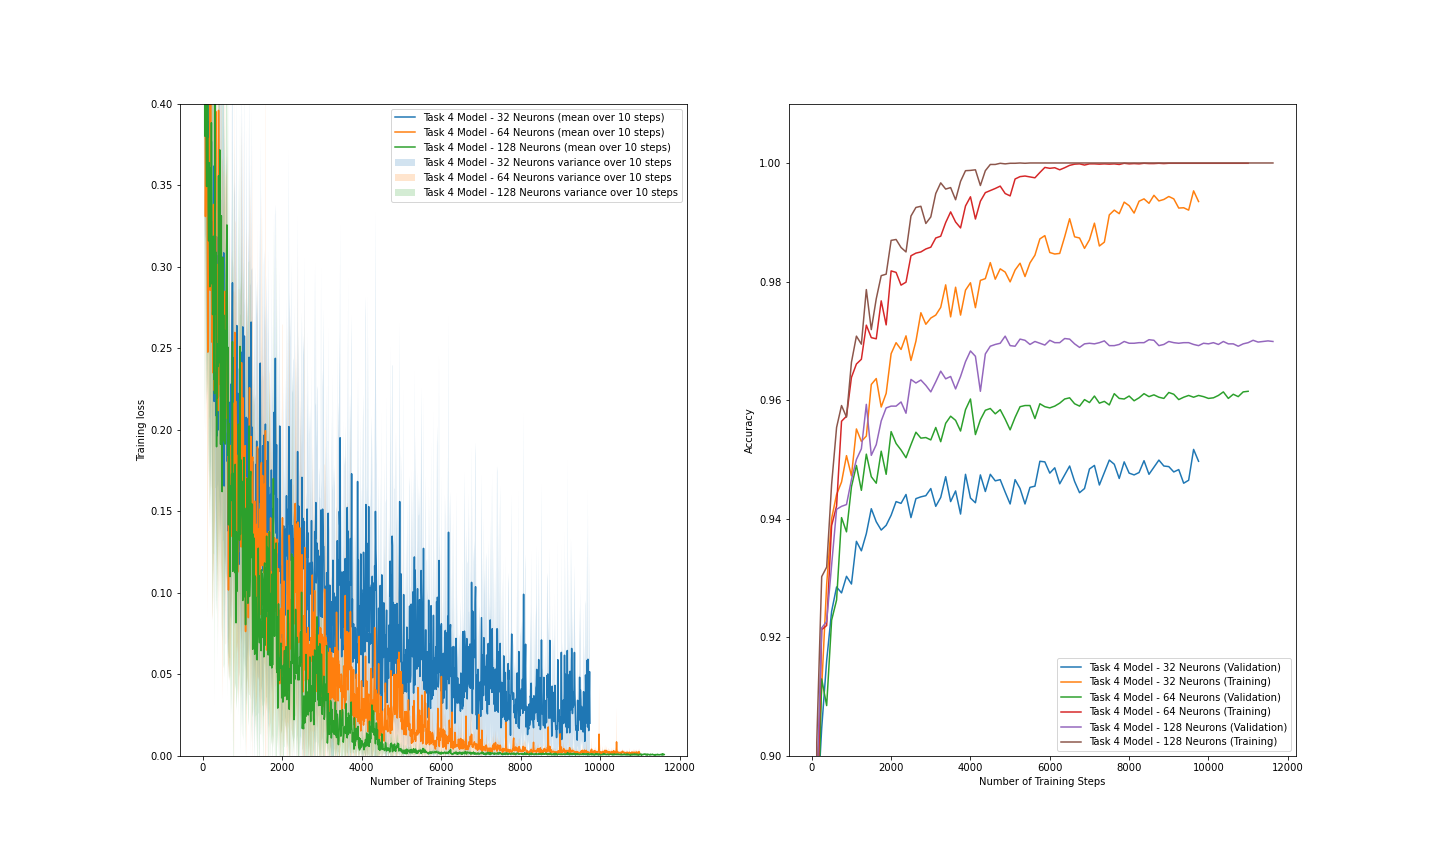 0.40
0.35
0.30
0.25
0.20
0.15
0.10
0.05
0.00
Training loss
0 2000 4000 6000 8000 10000 12000
Number of Training Steps
Task 4 Model - 32 Neurons (mean over 10 steps)
Task 4 Model - 64 Neurons (mean over 10 steps)
Task 4 Model - 128 Neurons (mean over 10 steps)
Task 4 Model - 32 Neurons variance over 10 steps
Task 4 Model - 64 Neurons variance over 10 steps
Task 4 Model - 128 Neurons variance over 10 steps
1.00
0.98
0.96
0.94
0.92
0.90
Accuracy
0 2000 4000 6000 8000 10000 12000
Number of Training Steps
Task 4 Model - 32 Neurons (Validation)
Task 4 Model - 32 Neurons (Training)
Task 4 Model - 64 Neurons (Validation)
Task 4 Model - 64 Neurons (Training)
Task 4 Model - 128 Neurons (Validation)
Task 4 Model - 128 Neurons (Training)